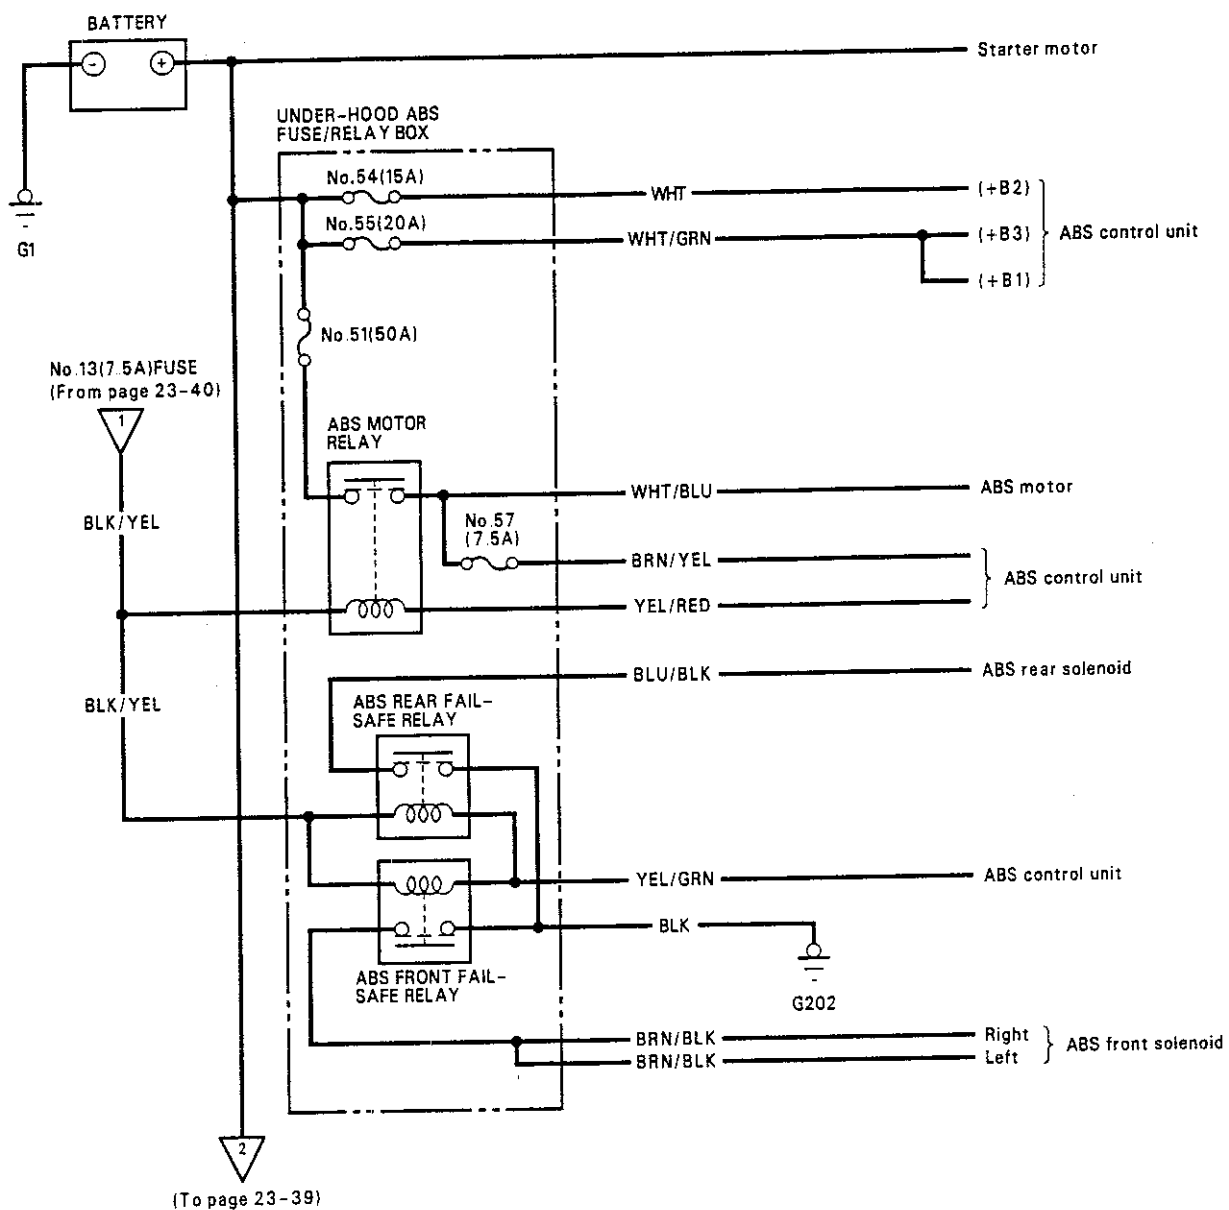 BATTERY
Starter motor
UNDER-HOOD ABS
FUSE/RELAY BOX
No.54(15A)
WHT
(+B2)
No.55(20A)
WHT/GRN
(+B3)
ABS control unit
(+B1)
G1
No.51(50A)
No.13(7.5A)FUSE
(From page 23-40)
1
ABS MOTOR
RELAY
WHT/BLU
ABS motor
BLK/YEL
No.57
(7.5A)
BRN/YEL
ABS control unit
YEL/RED
BLU/BLK
ABS rear solenoid
BLK/YEL
ABS REAR FAIL-
SAFE RELAY
YEL/GRN
ABS control unit
BLK
G202
ABS FRONT FAIL-
SAFE RELAY
BRN/BLK
Right
ABS front solenoid
BRN/BLK
Left
2
(To page 23-39)